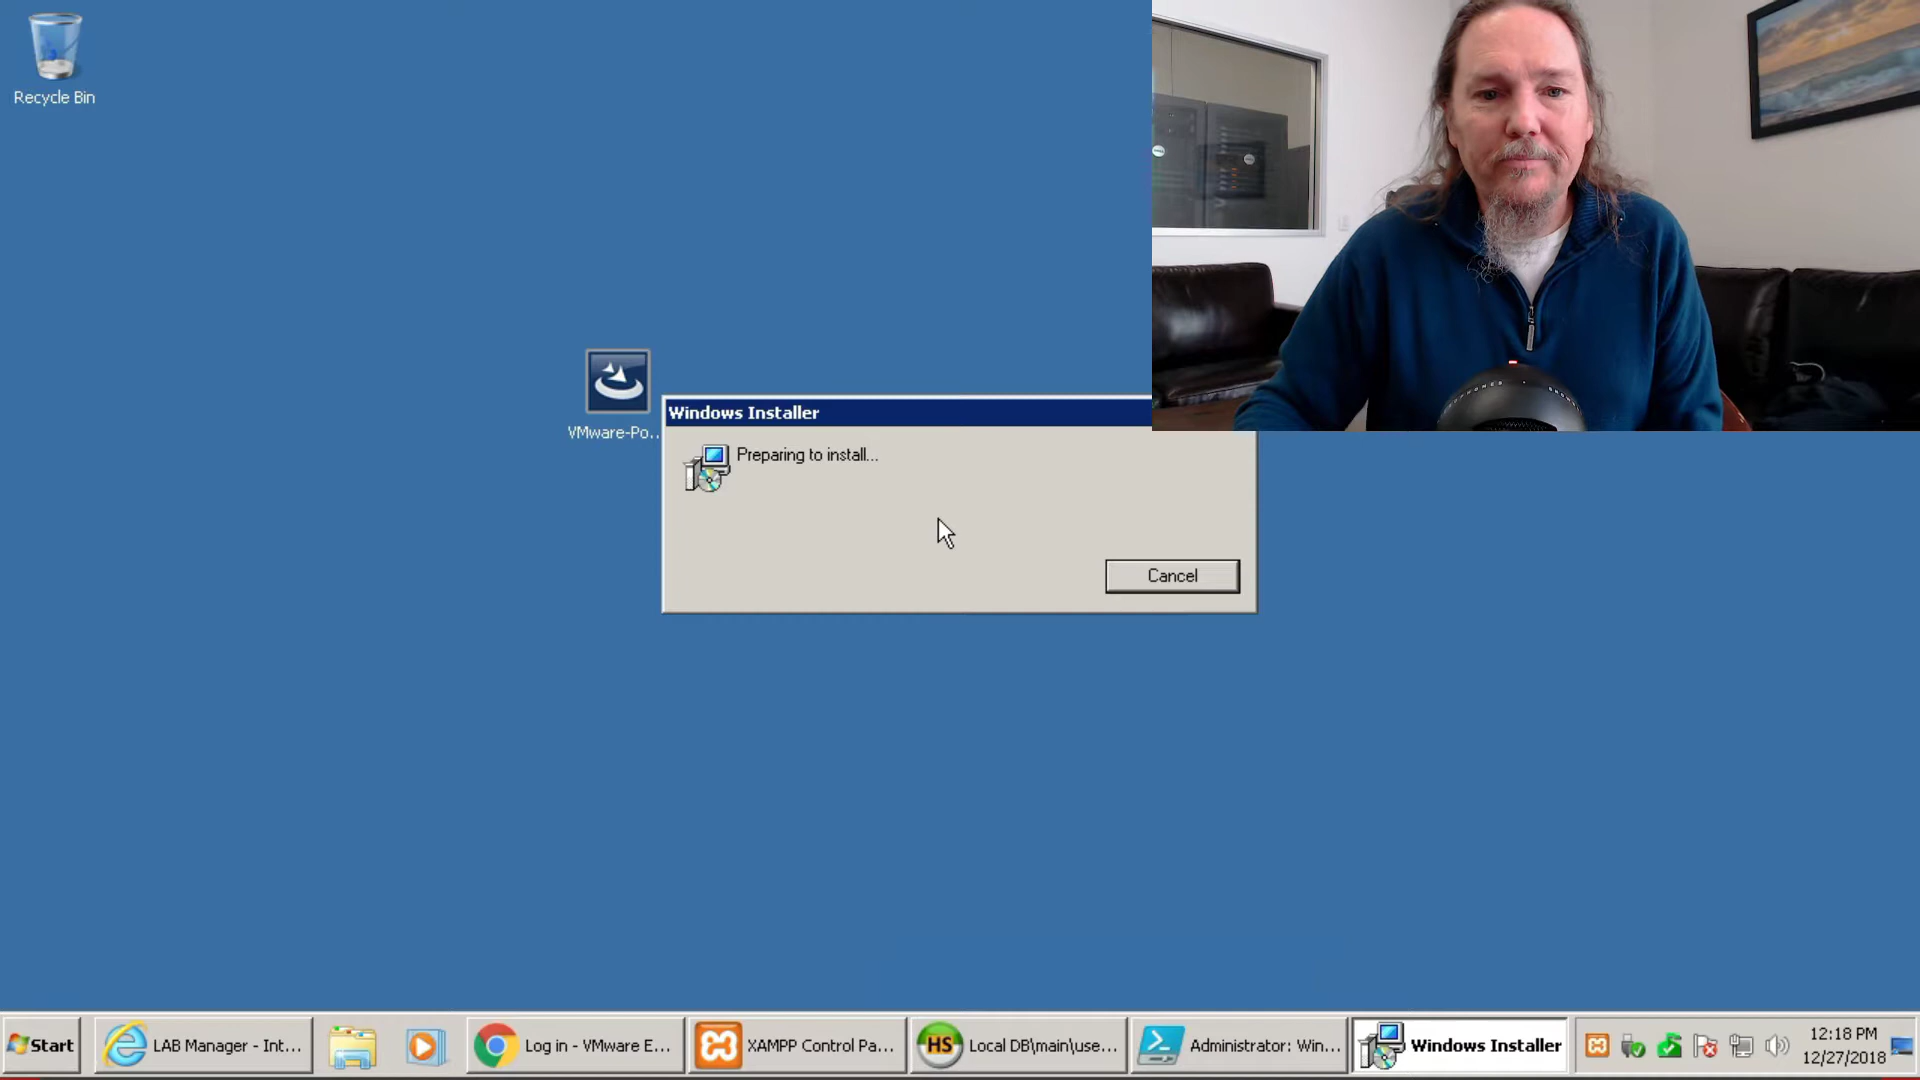 Recycle Bin
VMware-Po..
Windows Installer
Preparing to install...
Cancel
Start
LAB Manager - Int...
Log in - VMware E...
XAMPP Control Pa...
HS
Local DB\main\use...
Administrator: Win...
Windows Installer
12:18 PM
12/27/2018